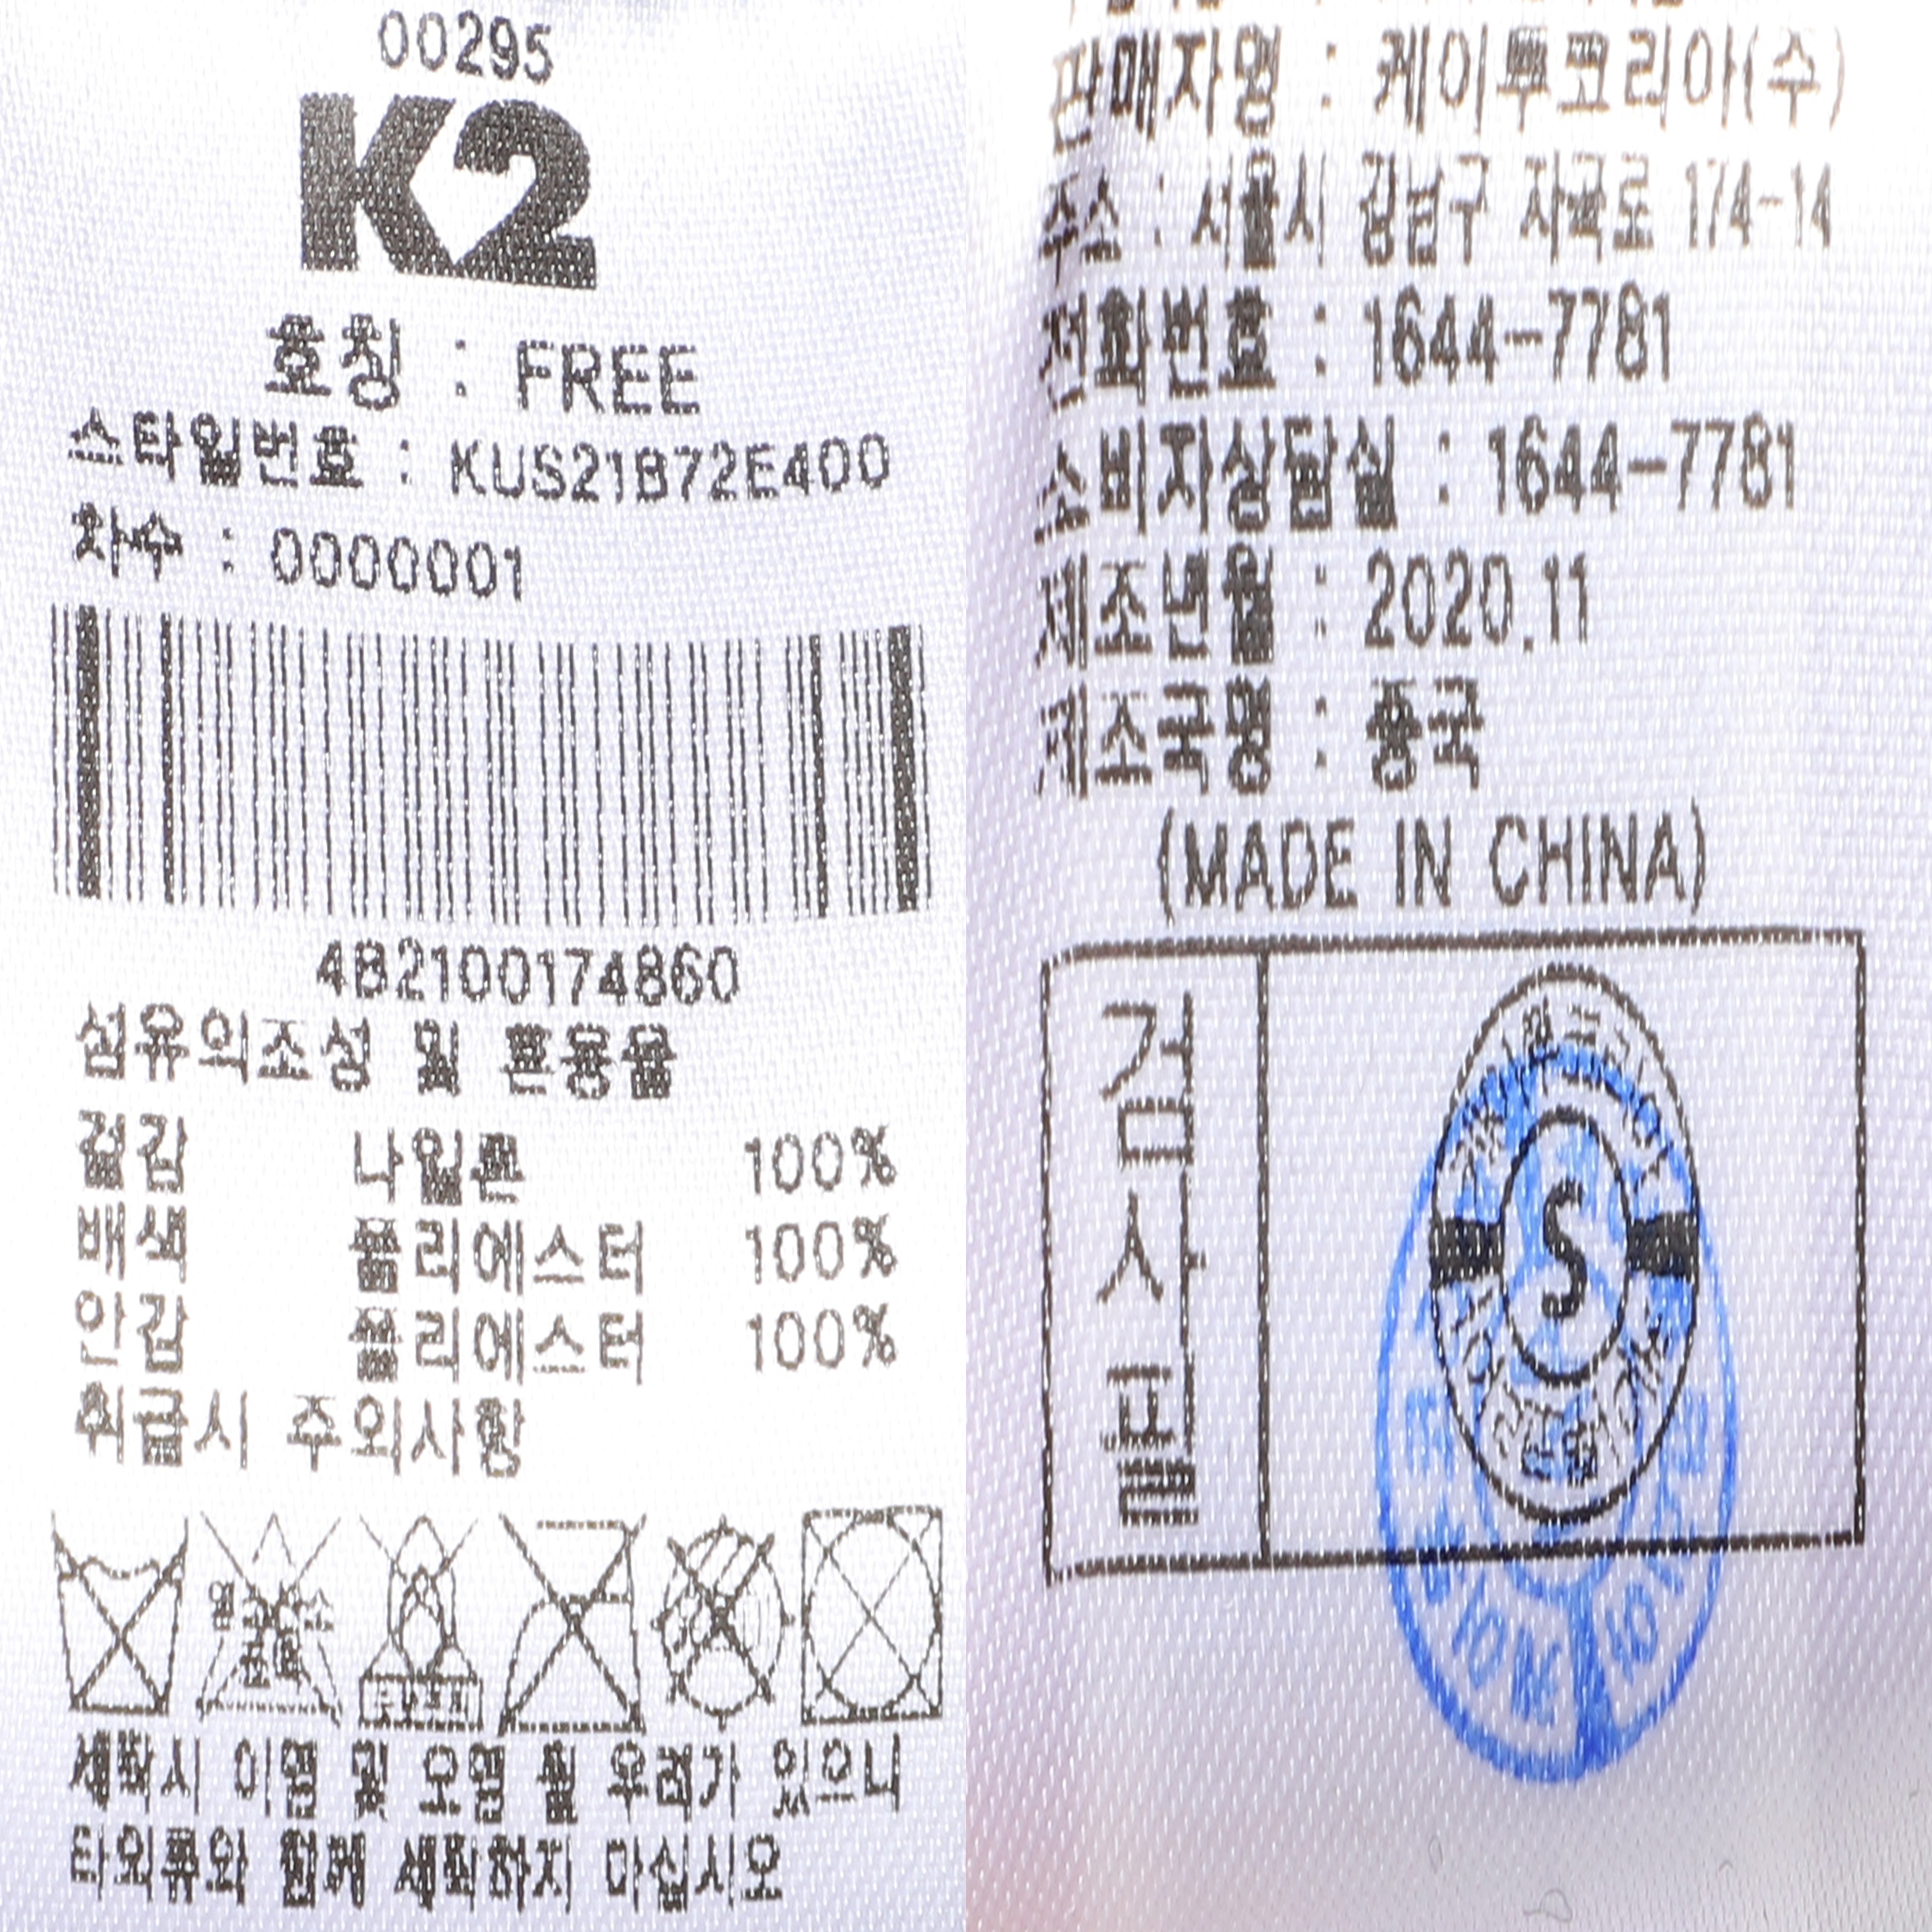 00295
K2
호칭 : FREE
스타일번호 : KUS21B72E400
차수 : 0000001
4B2100174860
섬유의조성 및 혼용율
겉감 나일론 100%
배색 폴리에스터 100%
안감 폴리에스터 100%
취급시 주의사항
세탁시 이염 및 오염 될 우려가 있으니
타의류와 함께 세탁하지 마십시오
판매자명 : 케이투코리아(주)
주소 : 서울시 강남구 자곡로 174-14
전화번호 : 1644-7781
소비자상담실 : 1644-7781
제조년월 : 2020.11
제조국명 : 중국
(MADE IN CHINA)
검사필
S